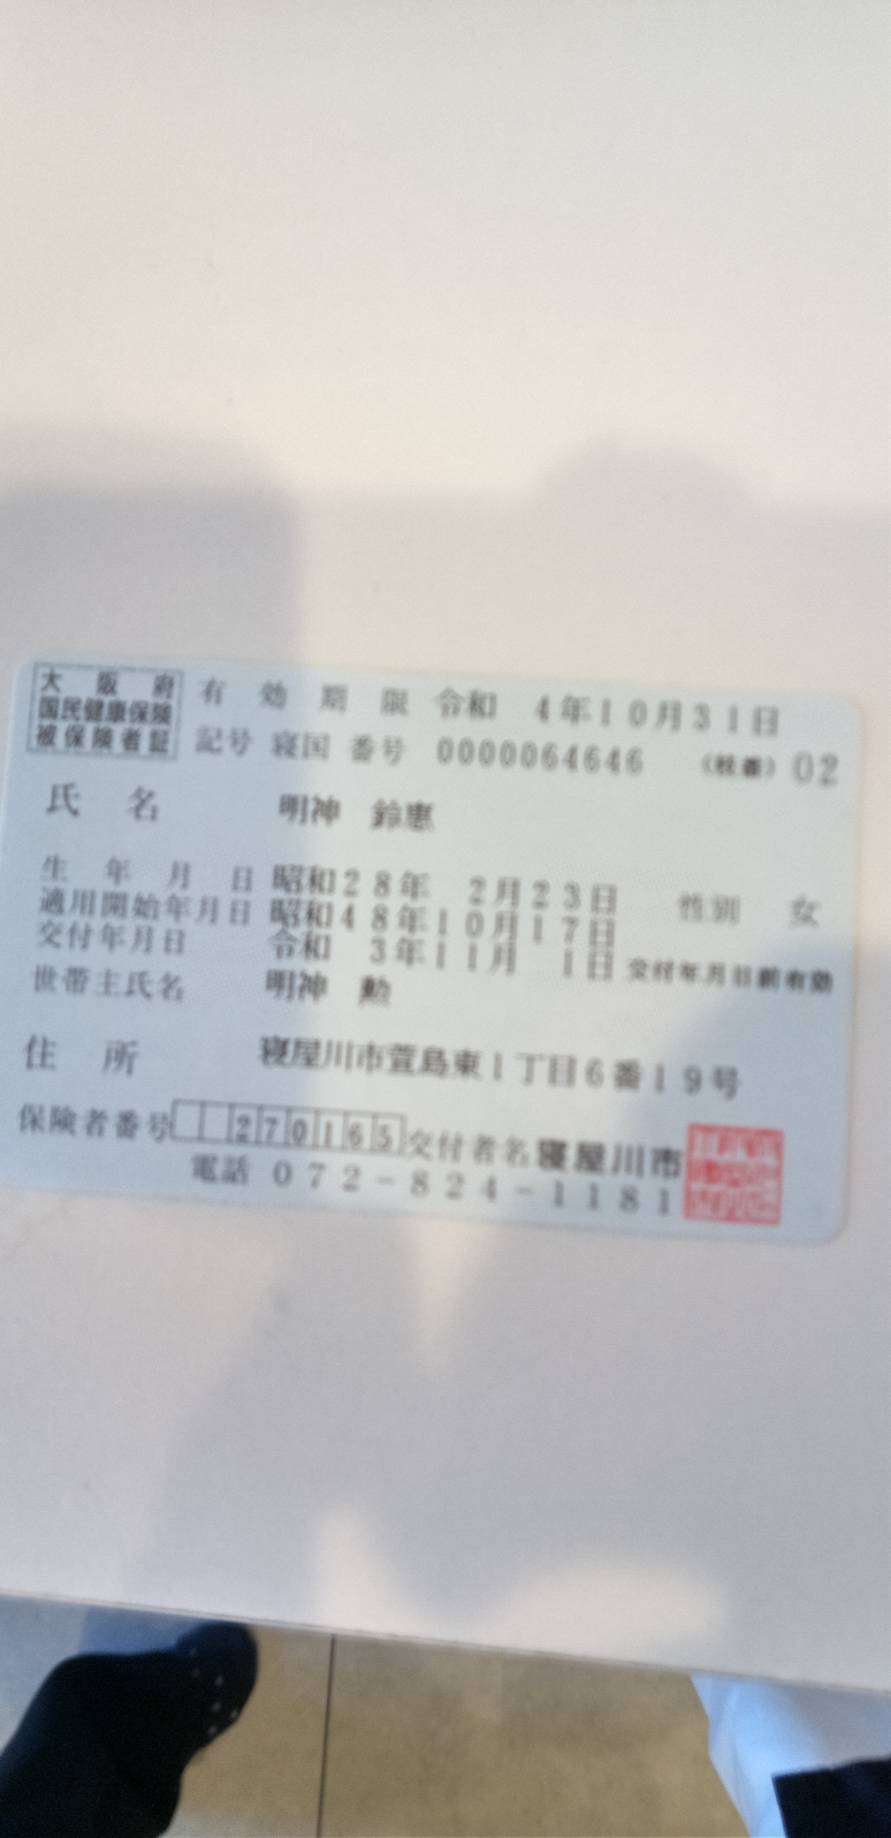 大阪府
国民健康保険
被保険者証
有効期限 令和 4年10月31日
記号 寝国 番号 0000064646 (枝番) 02
氏名 明神 鈴恵
生年月日 昭和28年 2月23日 性別 女
適用開始年月日 昭和48年10月17日
交付年月日 令和 3年11月 1日 交付年月日前有効
世帯主氏名 明神 勲
住所 寝屋川市萱島東1丁目6番19号
保険者番号 270165 交付者名 寝屋川市
電話 072-824-1181